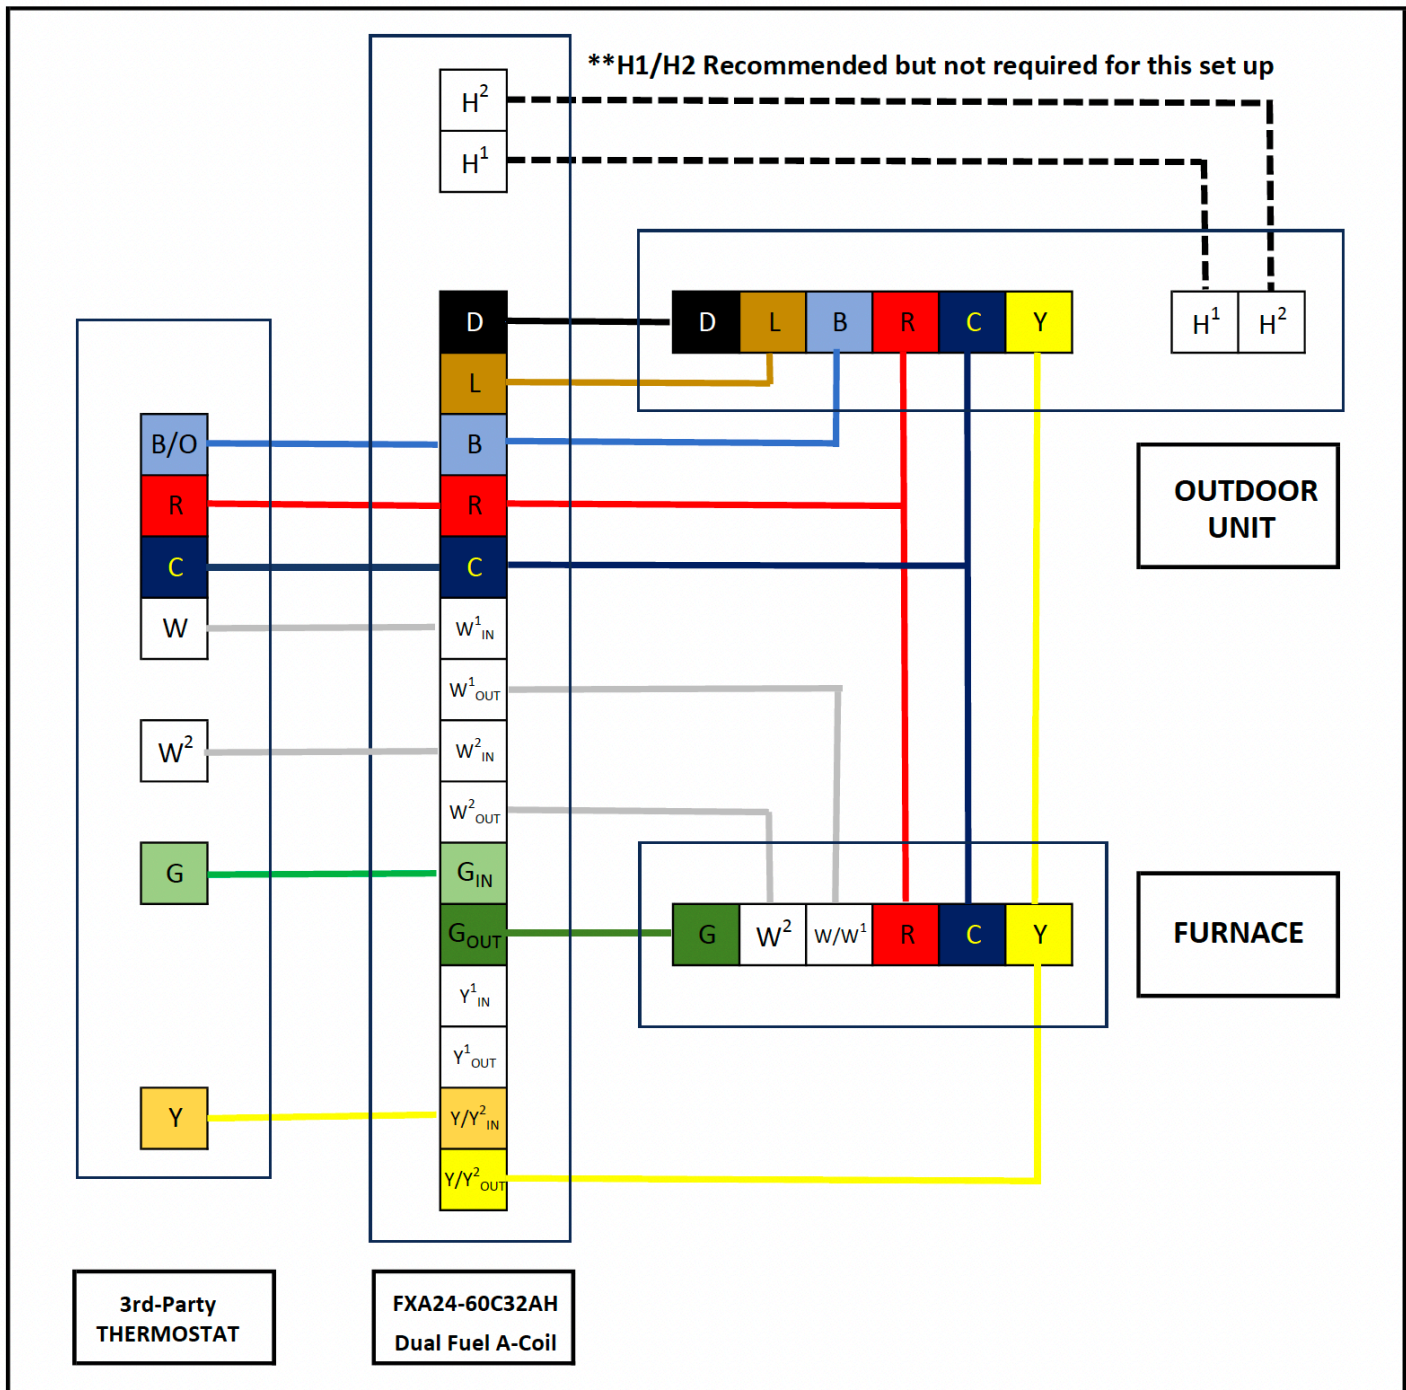 **H1/H2 Recommended but not required for this set up
H²
H¹
D
L
B
R
C
W¹IN
W¹OUT
W²IN
W²OUT
GIN
GOUT
Y¹IN
Y¹OUT
Y/Y²IN
Y/Y²OUT
B/O
R
C
W
W²
G
Y
D L B R C Y
H¹ H²
OUTDOOR
UNIT
G W² W/W¹ R C Y
FURNACE
3rd-Party
THERMOSTAT
FXA24-60C32AH
Dual Fuel A-Coil